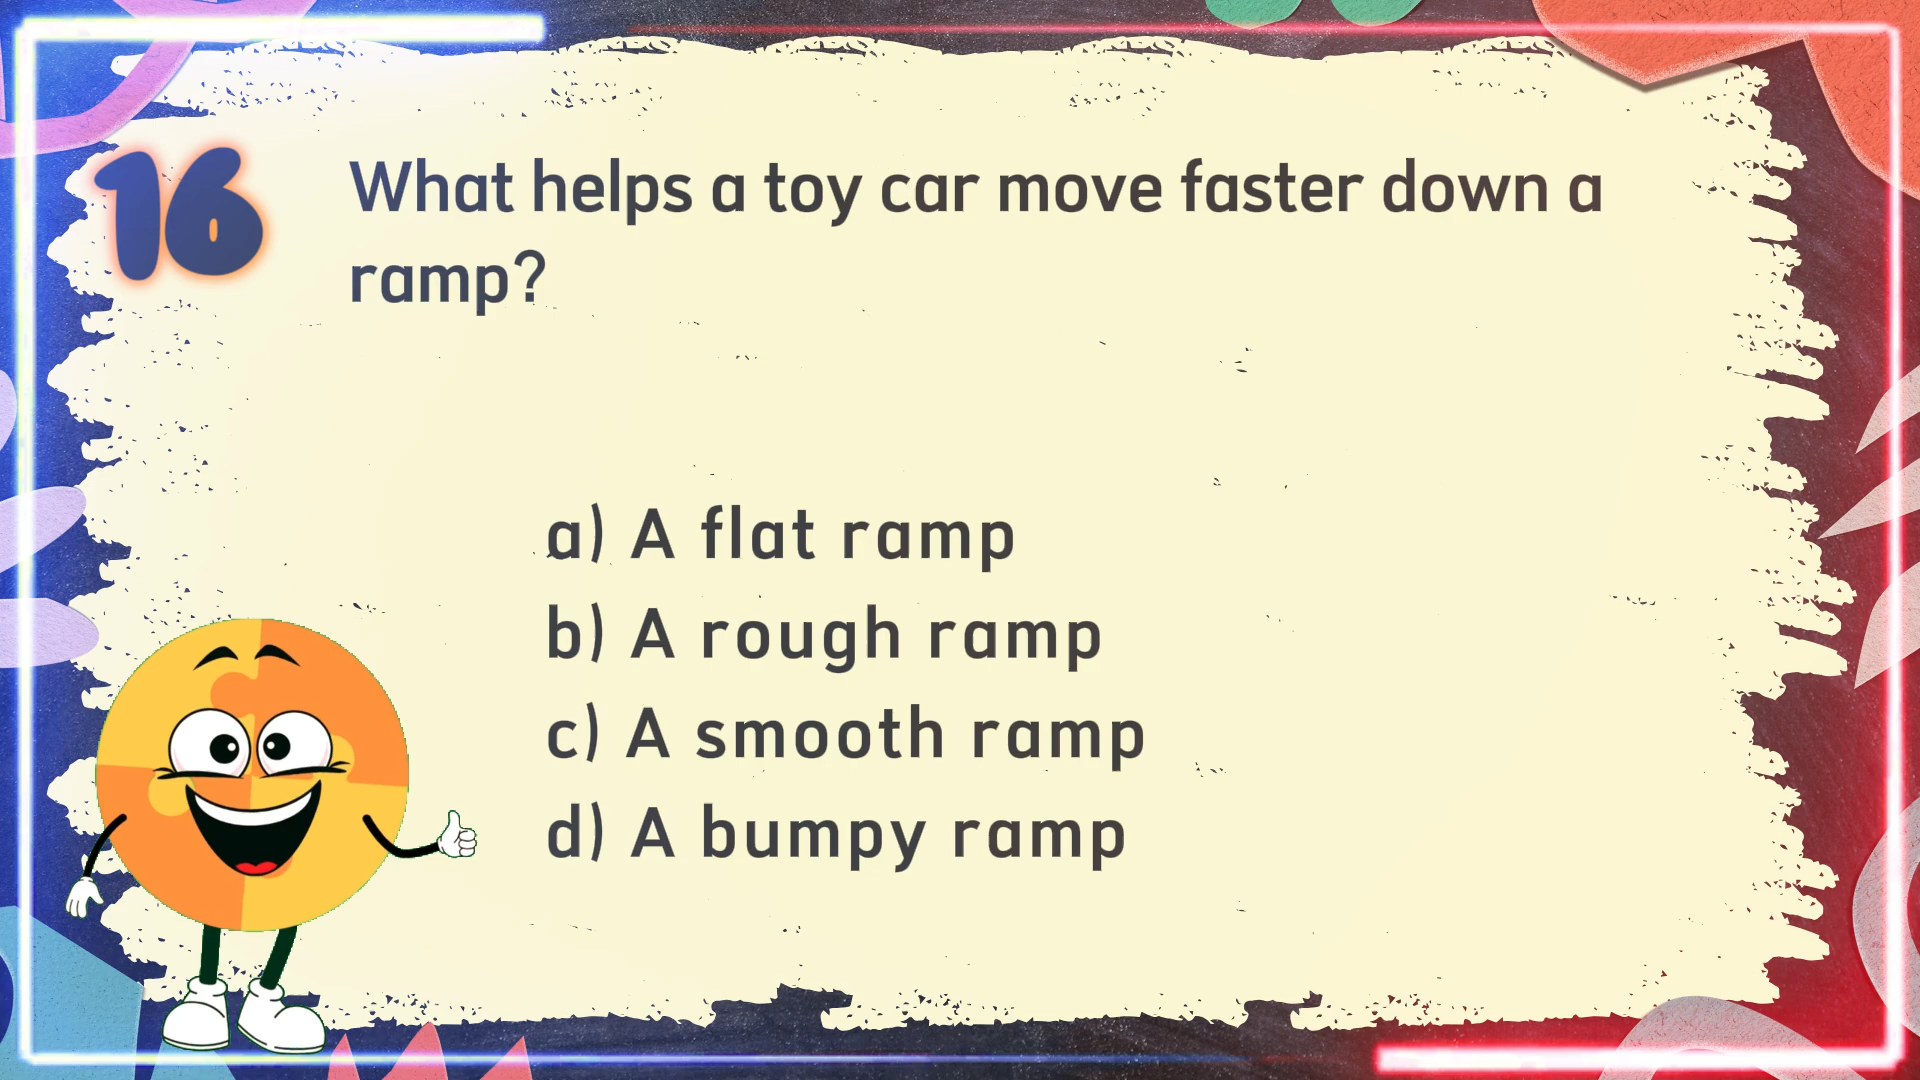 16
What helps a toy car move faster down a
ramp?
a) A flat ramp
b) A rough ramp
c) A smooth ramp
d) A bumpy ramp